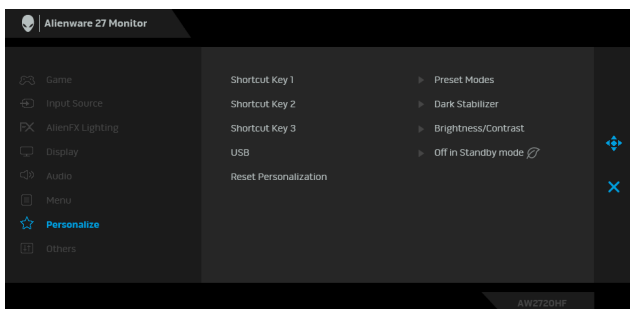 Alienware 27 Monitor
Game
Input Source
AlienFX Lighting
Display
Audio
Menu
Personalize
Others
Shortcut Key 1 Preset Modes
Shortcut Key 2 Dark Stabilizer
Shortcut Key 3 Brightness/Contrast
USB Off in Standby mode
Reset Personalization
AW2720HF